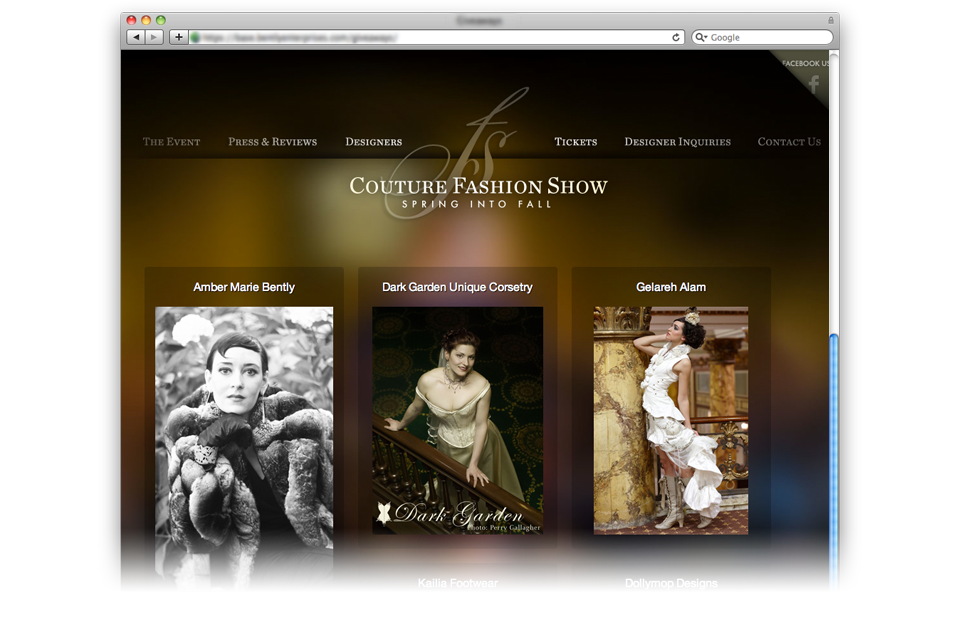 Giveaways
Google
FACEBOOK US
f
The Event
Press & Reviews
Designers
fs
Tickets
Designer Inquiries
Contact Us
Couture Fashion Show
SPRING INTO FALL
Amber Marie Bently
Dark Garden Unique Corsetry
Gelareh Alam
Dark Garden
Photo: Perry Gallagher
Kallia Footwear
Dollymop Designs